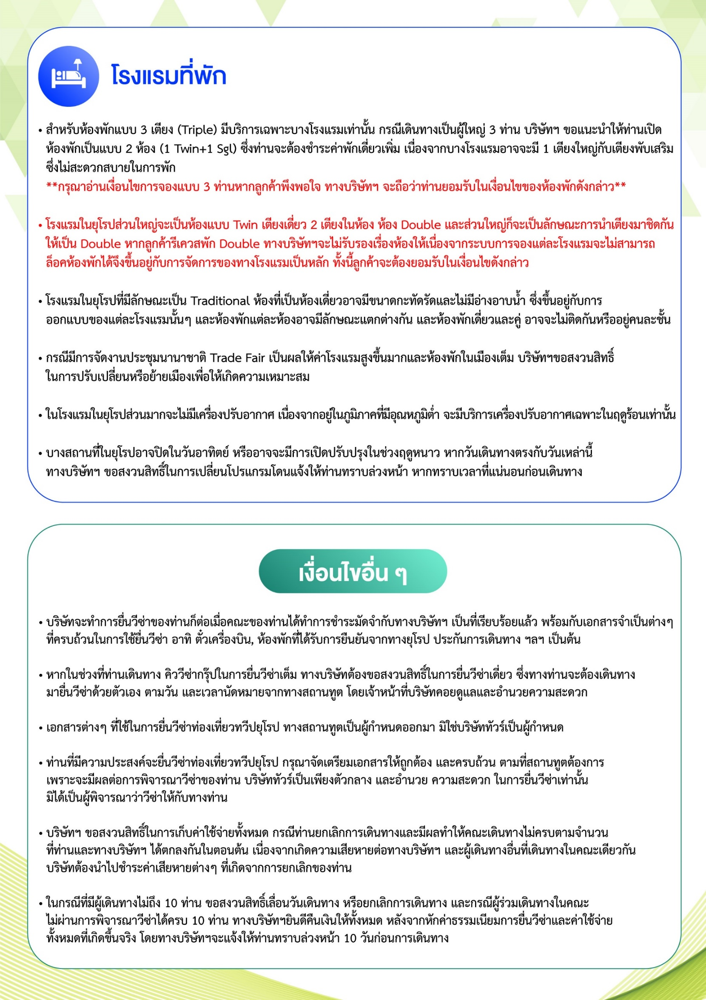 โรงแรมที่พัก
• สำหรับห้องพักแบบ 3 เตียง (Triple) มีบริการเฉพาะบางโรงแรมเท่านั้น กรณีเดินทางเป็นผู้ใหญ่ 3 ท่าน บริษัทฯ ขอแนะนำให้ท่านเปิด
ห้องพักเป็นแบบ 2 ห้อง (1 Twin+1 Sgl) ซึ่งท่านจะต้องชำระค่าพักเดี่ยวเพิ่ม เนื่องจากบางโรงแรมอาจจะมี 1 เตียงใหญ่กับเตียงพับเสริม
ซึ่งไม่สะดวกสบายในการพัก
**กรุณาอ่านเงื่อนไขการจองแบบ 3 ท่านหากลูกค้าพึงพอใจ ทางบริษัทฯ จะถือว่าท่านยอมรับในเงื่อนไขของห้องพักดังกล่าว**
• โรงแรมในยุโรปส่วนใหญ่จะเป็นห้องแบบ Twin เตียงเดี่ยว 2 เตียงในห้อง ห้อง Double และส่วนใหญ่ก็จะเป็นลักษณะการนำเตียงมาชิดกัน
ให้เป็น Double หากลูกค้ารีเควสพัก Double ทางบริษัทฯจะไม่รับรองเรื่องห้องให้เนื่องจากระบบการจองแต่ละโรงแรมจะไม่สามารถ
ล็อคห้องพักได้จึงขึ้นอยู่กับการจัดการของทางโรงแรมเป็นหลัก ทั้งนี้ลูกค้าจะต้องยอมรับในเงื่อนไขดังกล่าว
• โรงแรมในยุโรปที่มีลักษณะเป็น Traditional ห้องที่เป็นห้องเดี่ยวอาจมีขนาดกะทัดรัดและไม่มีอ่างอาบน้ำ ซึ่งขึ้นอยู่กับการ
ออกแบบของแต่ละโรงแรมนั้นๆ และห้องพักแต่ละห้องอาจมีลักษณะแตกต่างกัน และห้องพักเดี่ยวและคู่ อาจจะไม่ติดกันหรืออยู่คนละชั้น
• กรณีมีการจัดงานประชุมนานาชาติ Trade Fair เป็นผลให้ค่าโรงแรมสูงขึ้นมากและห้องพักในเมืองเต็ม บริษัทฯขอสงวนสิทธิ์
ในการปรับเปลี่ยนหรือย้ายเมืองเพื่อให้เกิดความเหมาะสม
• ในโรงแรมในยุโรปส่วนมากจะไม่มีเครื่องปรับอากาศ เนื่องจากอยู่ในภูมิภาคที่มีอุณหภูมิต่ำ จะมีบริการเครื่องปรับอากาศเฉพาะในฤดูร้อนเท่านั้น
• บางสถานที่ในยุโรปอาจปิดในวันอาทิตย์ หรืออาจจะมีการเปิดปรับปรุงในช่วงฤดูหนาว หากวันเดินทางตรงกับวันเหล่านี้
ทางบริษัทฯ ขอสงวนสิทธิ์ในการเปลี่ยนโปรแกรมโดนแจ้งให้ท่านทราบล่วงหน้า หากทราบเวลาที่แน่นอนก่อนเดินทาง
เงื่อนไขอื่น ๆ
• บริษัทจะทำการยื่นวีซ่าของท่านก็ต่อเมื่อคณะของท่านได้ทำการชำระมัดจำกับทางบริษัทฯ เป็นที่เรียบร้อยแล้ว พร้อมกับเอกสารจำเป็นต่างๆ
ที่ครบถ้วนในการใช้ยื่นวีซ่า อาทิ ตั๋วเครื่องบิน, ห้องพักที่ได้รับการยืนยันจากทางยุโรป ประกันการเดินทาง ฯลฯ เป็นต้น
• หากในช่วงที่ท่านเดินทาง คิววีซ่ากรุ๊ปในการยื่นวีซ่าเต็ม ทางบริษัทต้องขอสงวนสิทธิ์ในการยื่นวีซ่าเดี่ยว ซึ่งทางท่านจะต้องเดินทาง
มายื่นวีซ่าด้วยตัวเอง ตามวัน และเวลานัดหมายจากทางสถานทูต โดยเจ้าหน้าที่บริษัทคอยดูแลและอำนวยความสะดวก
• เอกสารต่างๆ ที่ใช้ในการยื่นวีซ่าท่องเที่ยวทวีปยุโรป ทางสถานทูตเป็นผู้กำหนดออกมา มิใช่บริษัททัวร์เป็นผู้กำหนด
• ท่านที่มีความประสงค์จะยื่นวีซ่าท่องเที่ยวทวีปยุโรป กรุณาจัดเตรียมเอกสารให้ถูกต้อง และครบถ้วน ตามที่สถานทูตต้องการ
เพราะจะมีผลต่อการพิจารณาวีซ่าของท่าน บริษัททัวร์เป็นเพียงตัวกลาง และอำนวย ความสะดวก ในการยื่นวีซ่าเท่านั้น
มิได้เป็นผู้พิจารณาว่าวีซ่าให้กับทางท่าน
• บริษัทฯ ขอสงวนสิทธิ์ในการเก็บค่าใช้จ่ายทั้งหมด กรณีท่านยกเลิกการเดินทางและมีผลทำให้คณะเดินทางไม่ครบตามจำนวน
ที่ท่านและทางบริษัทฯ ได้ตกลงกันในตอนต้น เนื่องจากเกิดความเสียหายต่อทางบริษัทฯ และผู้เดินทางอื่นที่เดินทางในคณะเดียวกัน
บริษัทต้องนำไปชำระค่าเสียหายต่างๆ ที่เกิดจากการยกเลิกของท่าน
• ในกรณีที่มีผู้เดินทางไม่ถึง 10 ท่าน ขอสงวนสิทธิ์เลื่อนวันเดินทาง หรือยกเลิกการเดินทาง และกรณีผู้ร่วมเดินทางในคณะ
ไม่ผ่านการพิจารณาวีซ่าได้ครบ 10 ท่าน ทางบริษัทฯยินดีคืนเงินให้ทั้งหมด หลังจากหักค่าธรรมเนียมการยื่นวีซ่าและค่าใช้จ่าย
ทั้งหมดที่เกิดขึ้นจริง โดยทางบริษัทฯจะแจ้งให้ท่านทราบล่วงหน้า 10 วันก่อนการเดินทาง